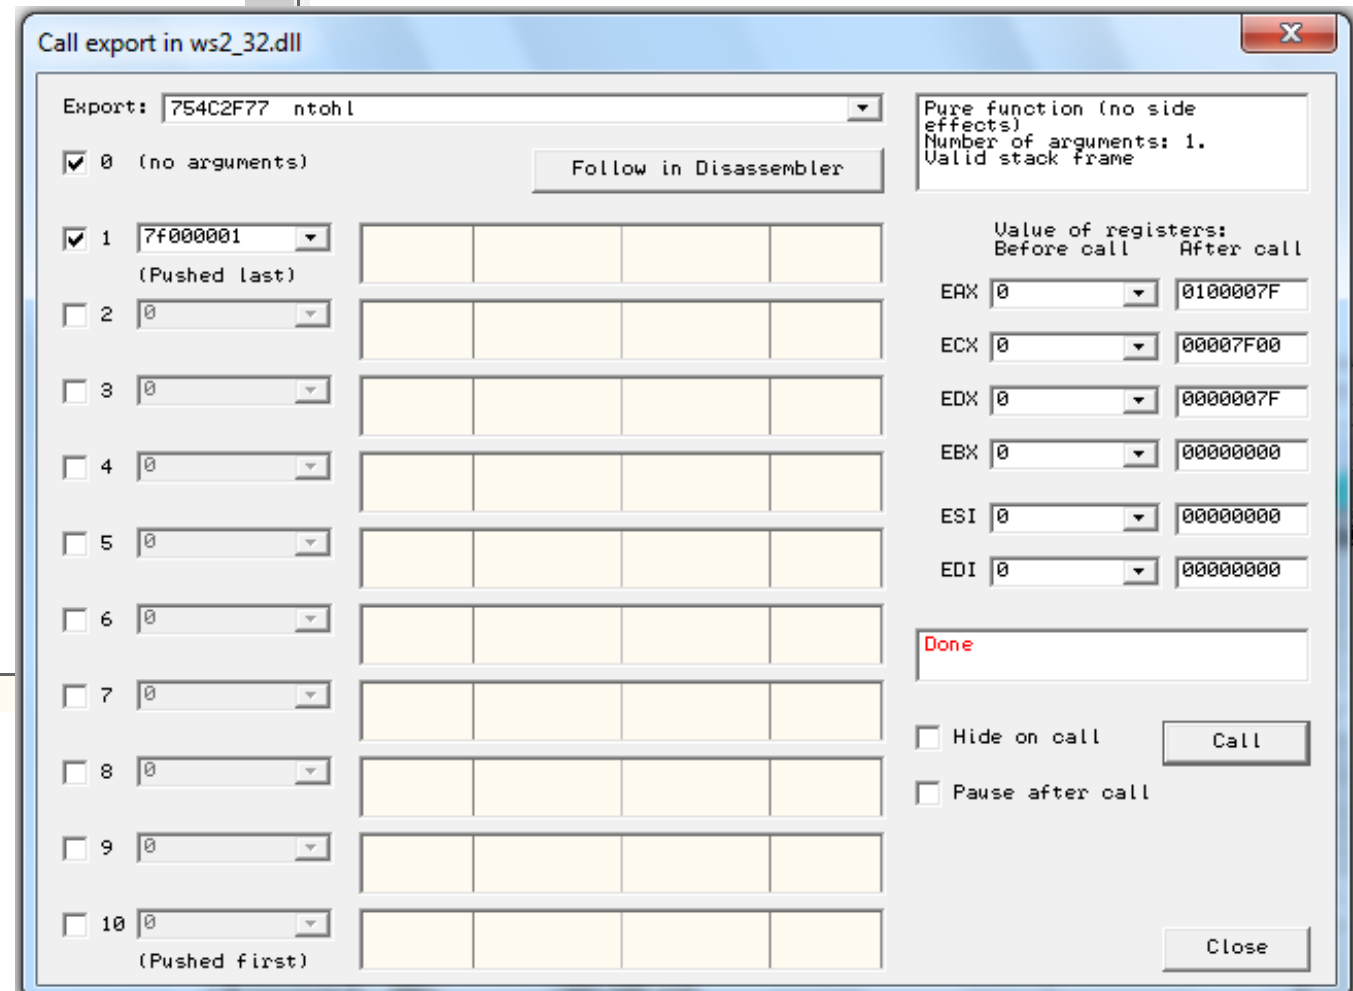 Call export in ws2_32.dll
Export: 754C2F77 ntohl
Pure function (no side
effects)
Number of arguments: 1.
Valid stack frame
0 (no arguments)
Follow in Disassembler
1 7f000001
(Pushed last)
2 0
3 0
4 0
5 0
6 0
7 0
8 0
9 0
10 0
(Pushed first)
Value of registers:
Before call After call
EAX 0 0100007F
ECX 0 00007F00
EDX 0 0000007F
EBX 0 00000000
ESI 0 00000000
EDI 0 00000000
Done
Hide on call
Call
Pause after call
Close